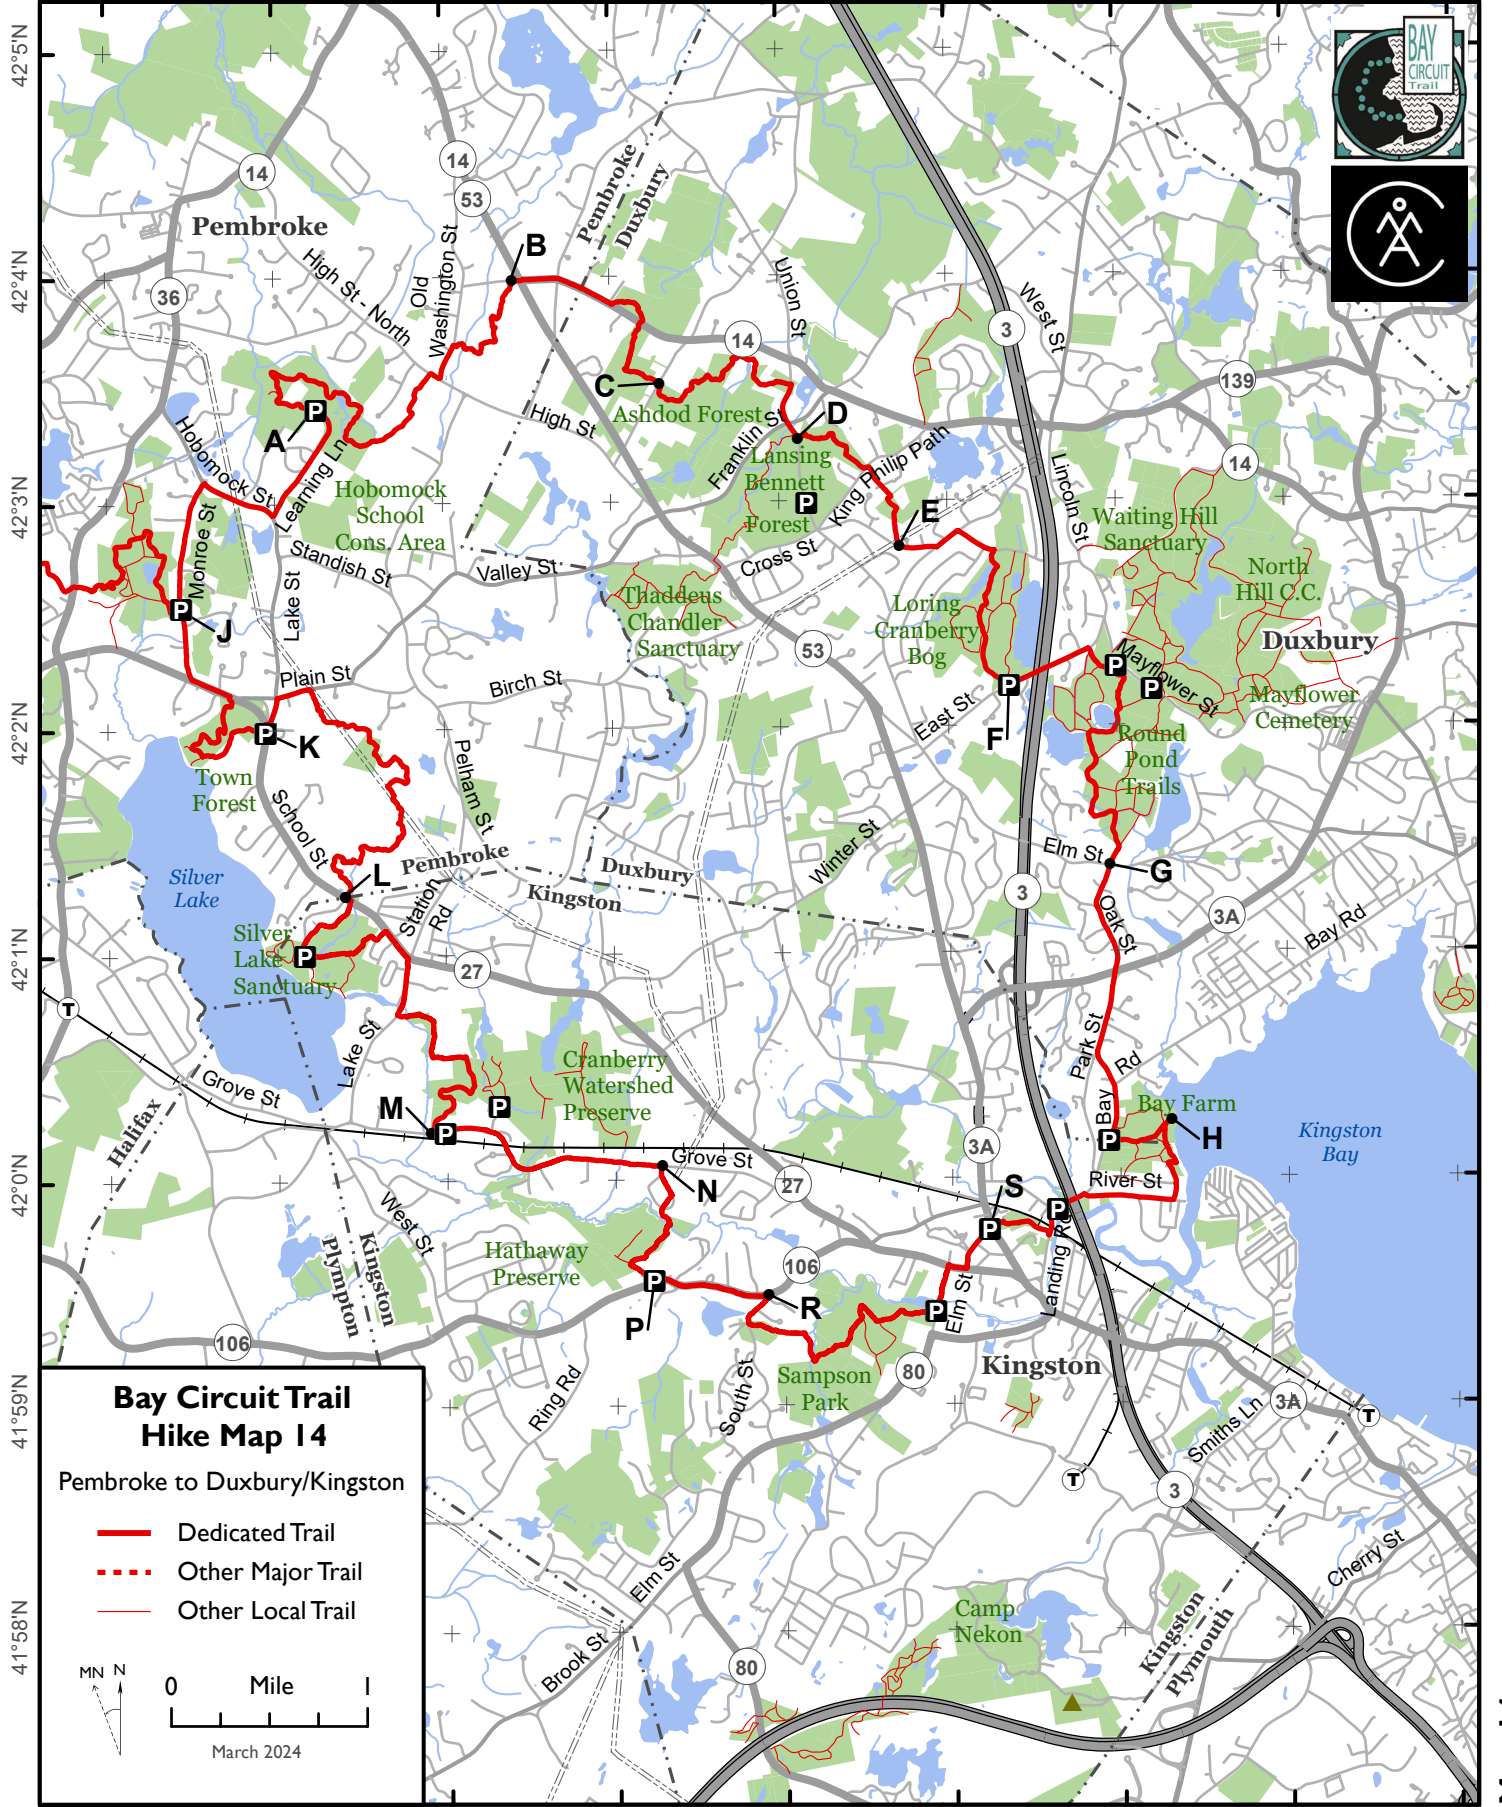 42°5'N
42°4'N
42°3'N
42°2'N
42°1'N
42°0'N
41°59'N
41°58'N
BAY
CIRCUIT
Trail
AMC
14
14
53
36
Pembroke
Pembroke
Duxbury
High St - North
Old
Washington St
B
Union St
3
West St
139
14
A
P
C
Ashdod Forest
High St
Franklin St
D
Lansing
Bennett
P
Forest
King Philip Path
E
14
Hobomock St
Learning Ln
Hobomock
School
Cons. Area
Monroe St
Standish St
Valley St
Cross St
Lincoln St
Waiting Hill
Sanctuary
North
Hill C.C.
Duxbury
P
J
Lake St
Thaddeus
Chandler
Sanctuary
53
Loring
Cranberry
Bog
P
F
P
P
Mayflower St
Mayflower
Cemetery
Plain St
Birch St
East St
Round
Pond
Trails
P
K
Town
Forest
School St
Pelham St
Silver
Lake
L
Pembroke
Duxbury
Kingston
Winter St
Elm St
G
3
Oak St
3A
Bay Rd
Station
Rd
Silver
Lake
Sanctuary
P
27
T
Lake St
Grove St
Halifax
Cranberry
Watershed
Preserve
P
M
P
Park St
Bay
Rd
Bay Farm
P
H
Kingston
Bay
River St
3A
Grove St
N
27
S
P
P
Landing Rd
West St
Kingston
Plympton
Hathaway
Preserve
P
P
106
R
P
Elm St
106
80
Kingston
Sampson
Park
South St
Ring Rd
3A
T
Smiths Ln
T
3
Cherry St
Elm St
Brook St
80
Camp
Nekon
Kingston
Plymouth
Bay Circuit Trail
Hike Map 14
Pembroke to Duxbury/Kingston
Dedicated Trail
Other Major Trail
Other Local Trail
MN N
0 Mile 1
March 2024